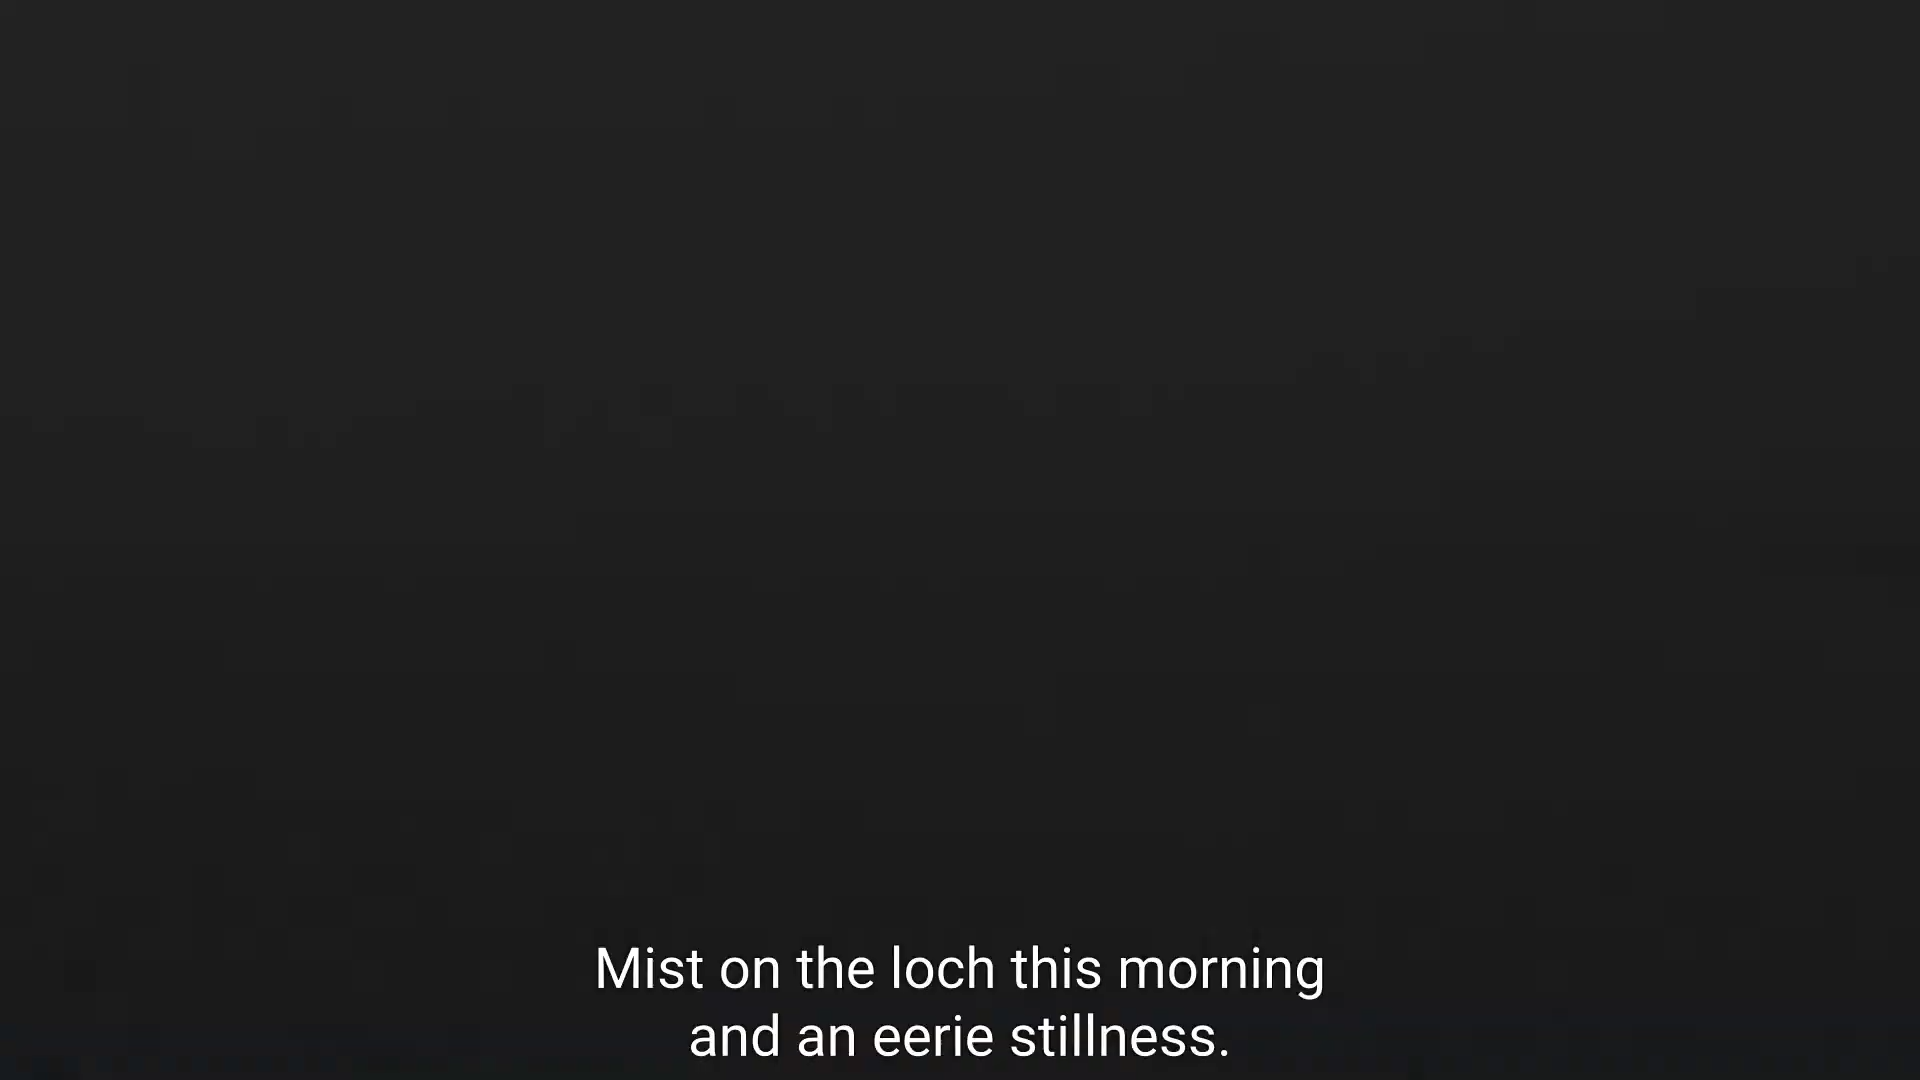 Mist on the loch this morning
and an eerie stillness.